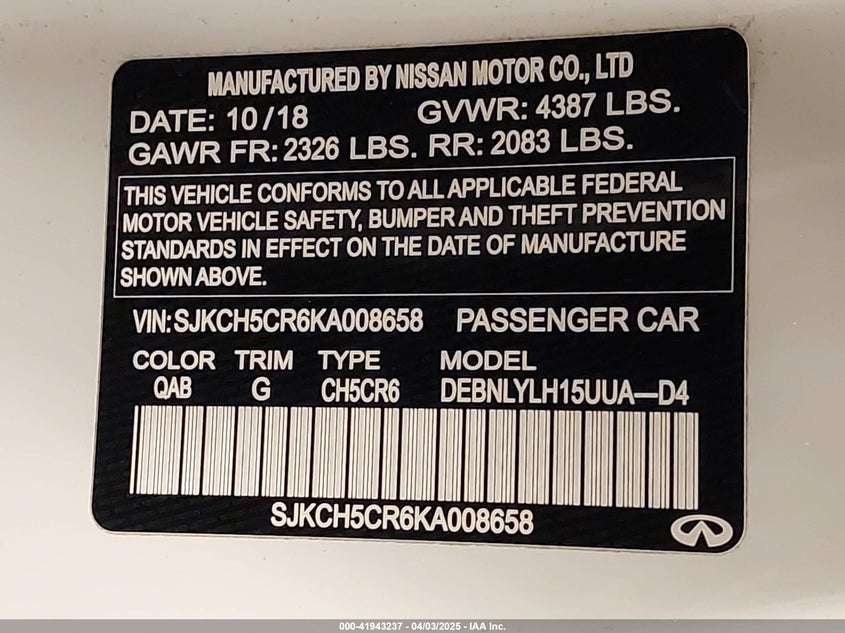 MANUFACTURED BY NISSAN MOTOR CO., LTD
DATE: 10/18 GVWR: 4387 LBS.
GAWR FR: 2326 LBS. RR: 2083 LBS.
THIS VEHICLE CONFORMS TO ALL APPLICABLE FEDERAL
MOTOR VEHICLE SAFETY, BUMPER AND THEFT PREVENTION
STANDARDS IN EFFECT ON THE DATE OF MANUFACTURE
SHOWN ABOVE.
VIN: SJKCH5CR6KA008658 PASSENGER CAR
COLOR TRIM TYPE MODEL
QAB G CH5CR6 DEBNLYLH15UUA—D4
SJKCH5CR6KA008658
000-41943237 - 04/03/2025 - IAA Inc.